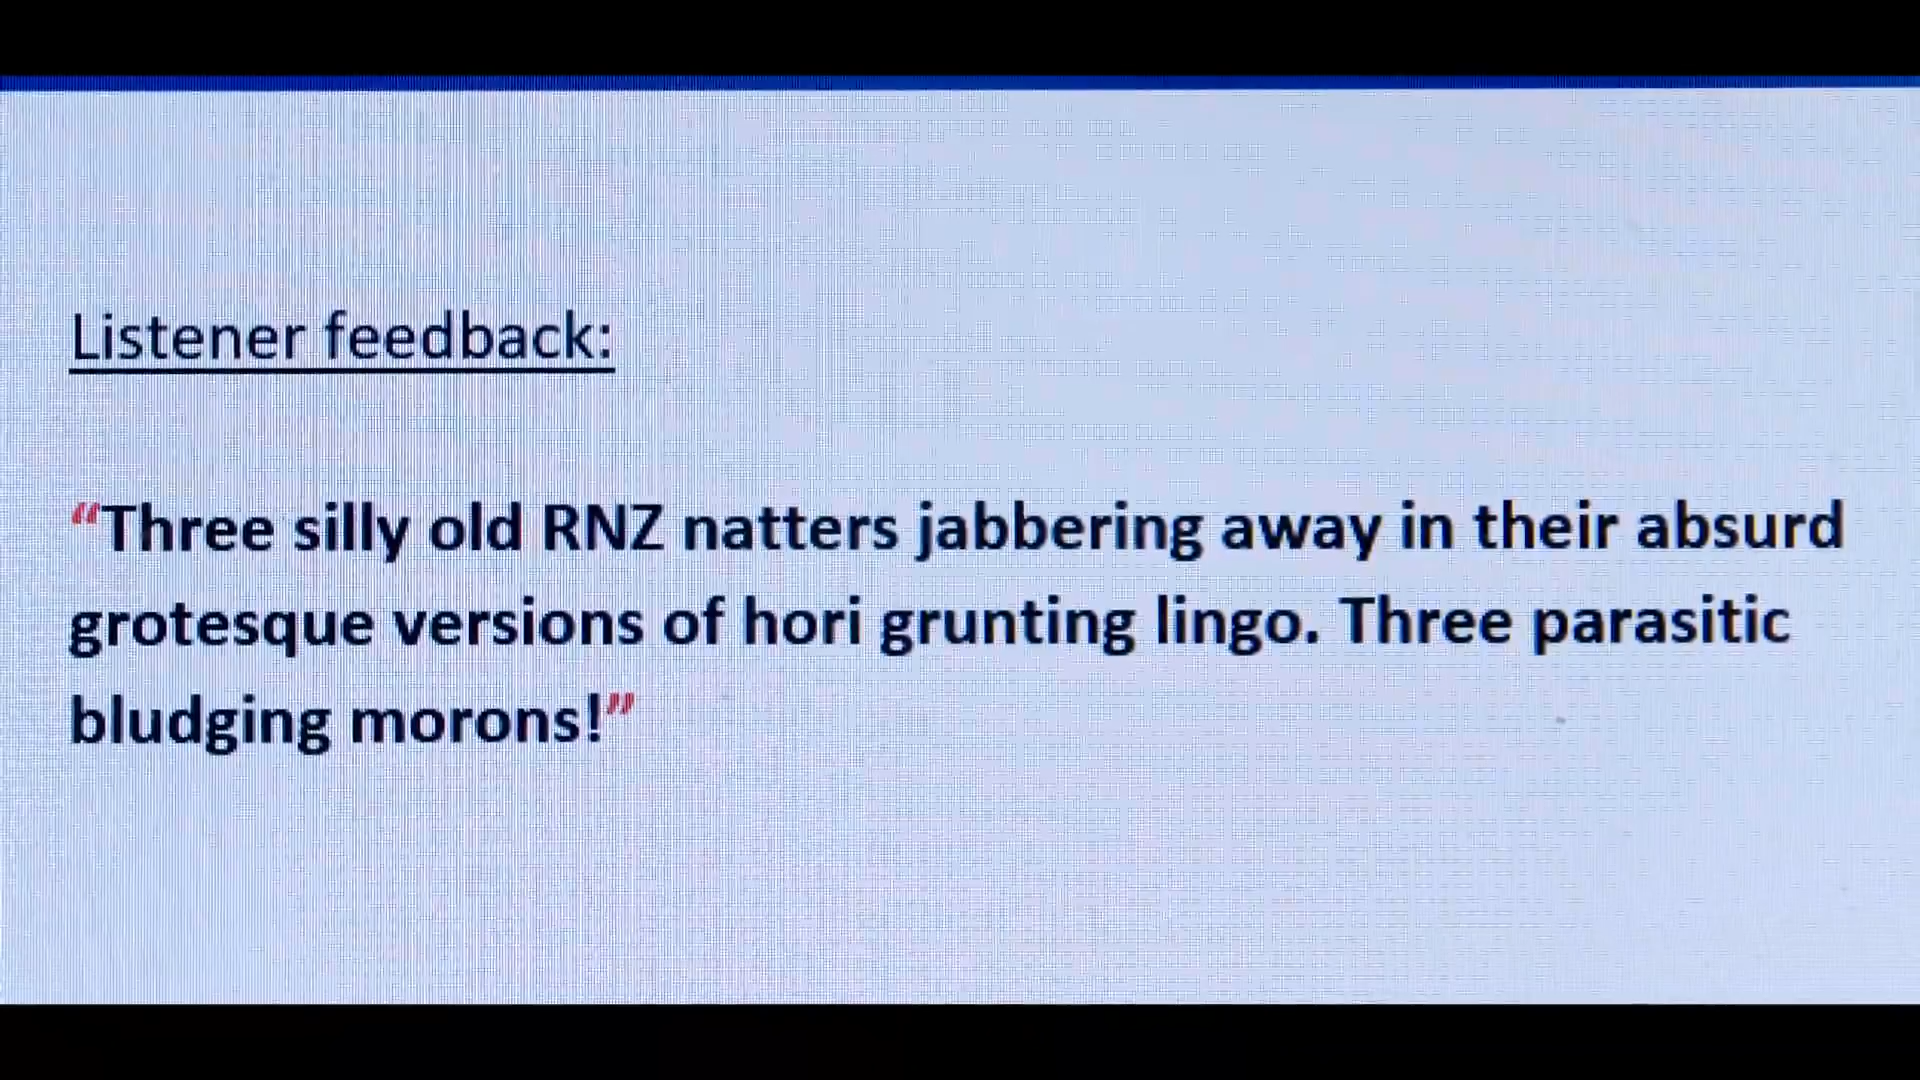 Listener feedback:
“Three silly old RNZ natters jabbering away in their absurd
grotesque versions of hori grunting lingo. Three parasitic
bludging morons!”